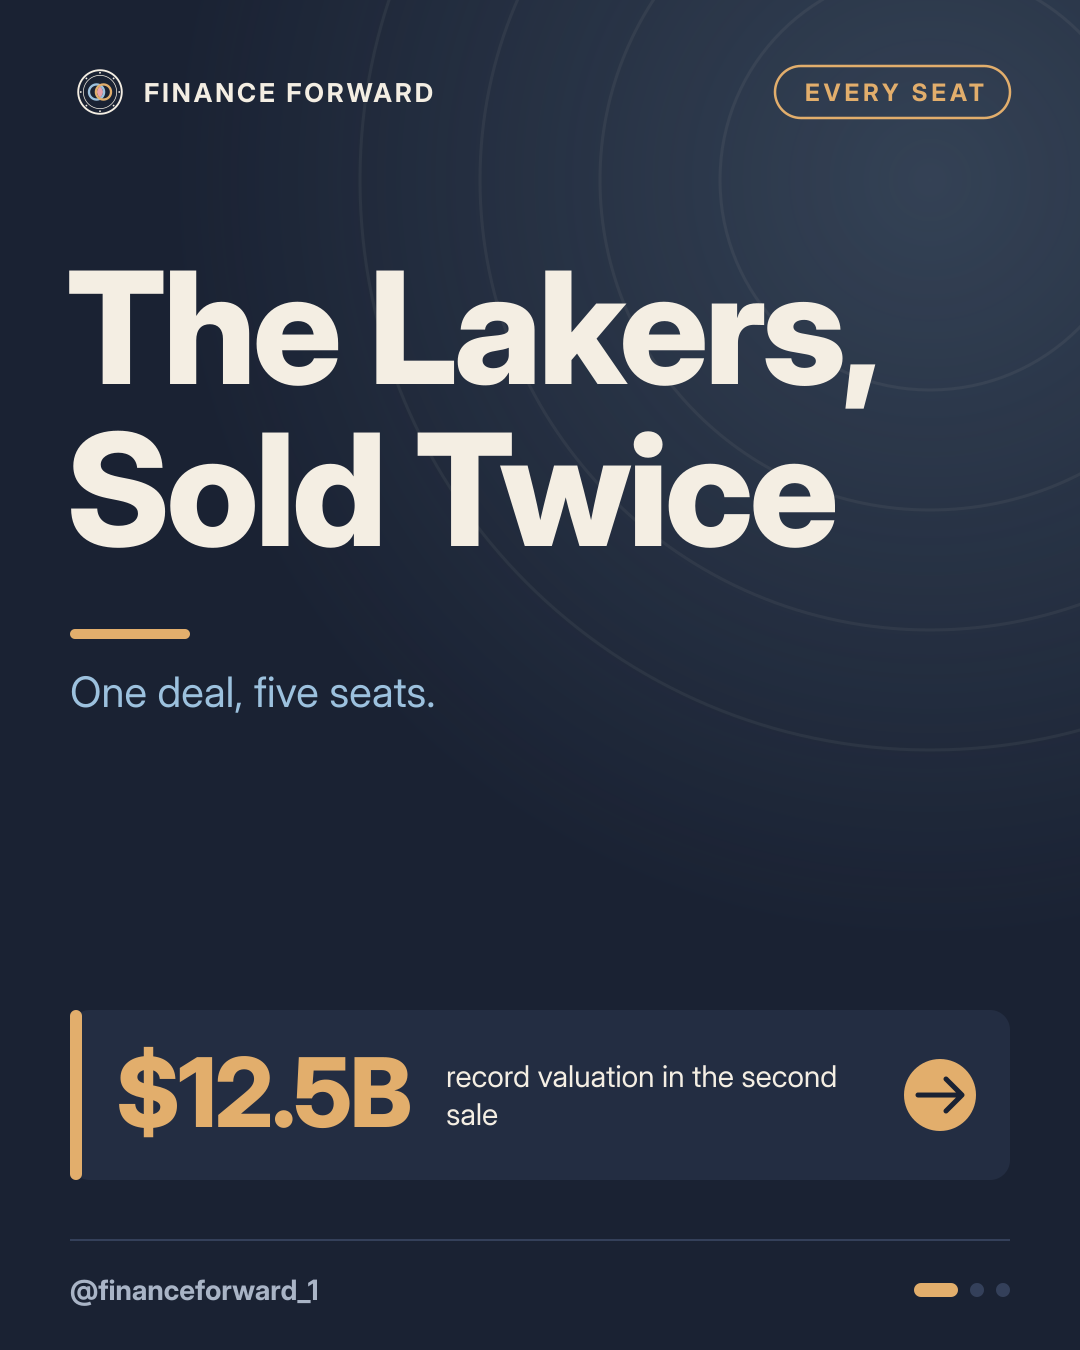 FINANCE FORWARD
EVERY SEAT
The Lakers,
Sold Twice
One deal, five seats.
$12.5B
record valuation in the second
sale
@financeforward_1